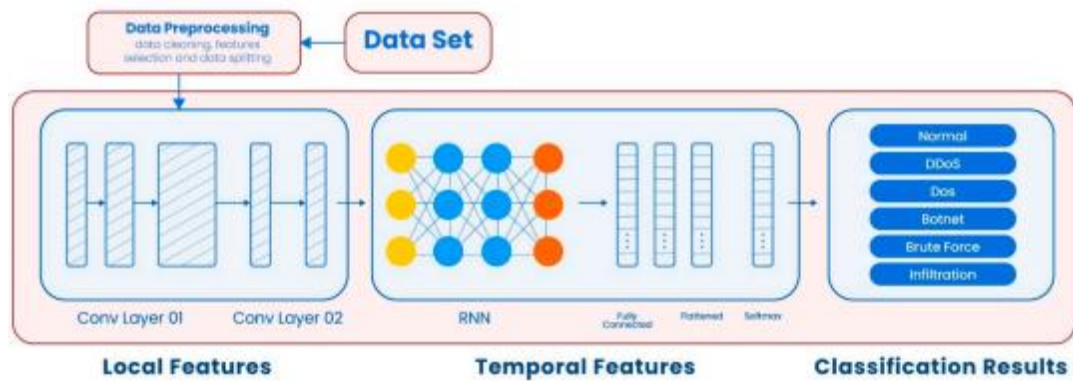 Data Preprocessing
data cleaning, features
selection and data splitting
Data Set
Normal
DDoS
Dos
Botnet
Brute Force
Infiltration
Conv Layer 01
Conv Layer 02
RNN
Fully
Connected
Flattened
Softmax
Local Features
Temporal Features
Classification Results